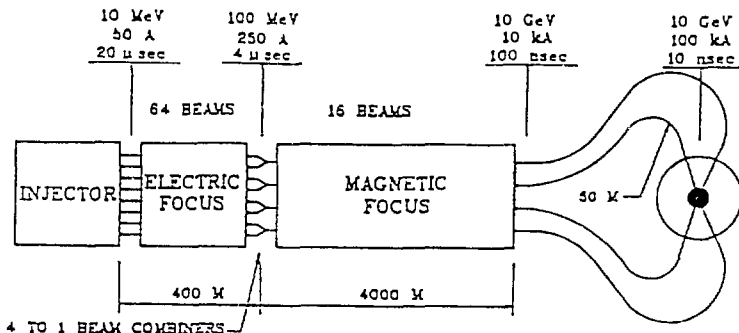 10 MeV
50 A
20 μsec
100 MeV
250 A
4 μsec
10 GeV
10 kA
100 nsec
10 GeV
100 kA
10 nsec
64 BEAMS
16 BEAMS
INJECTOR
ELECTRIC
FOCUS
MAGNETIC
FOCUS
50 M
400 M
4000 M
4 TO 1 BEAM COMBINERS